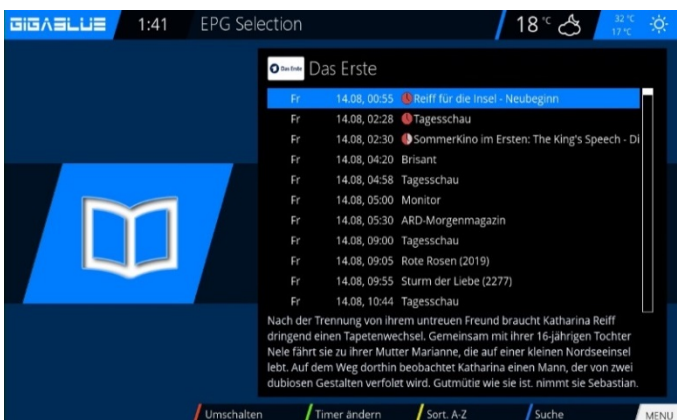 GIGABLUE 1:41 EPG Selection 18 °C 32 °C
17 °C
Das Erste Das Erste
Fr 14.08, 00:55 Reiff für die Insel - Neubeginn
Fr 14.08, 02:28 Tagesschau
Fr 14.08, 02:30 SommerKino im Ersten: The King's Speech - Di
Fr 14.08, 04:20 Brisant
Fr 14.08, 04:58 Tagesschau
Fr 14.08, 05:00 Monitor
Fr 14.08, 05:30 ARD-Morgenmagazin
Fr 14.08, 09:00 Tagesschau
Fr 14.08, 09:05 Rote Rosen (2019)
Fr 14.08, 09:55 Sturm der Liebe (2277)
Fr 14.08, 10:44 Tagesschau
Nach der Trennung von ihrem untreuen Freund braucht Katharina Reiff
dringend einen Tapetenwechsel. Gemeinsam mit ihrer 16-jährigen Tochter
Nele fährt sie zu ihrer Mutter Marianne, die auf einer kleinen Nordseeinsel
lebt. Auf dem Weg dorthin beobachtet Katharina einen Mann, der von zwei
dubiosen Gestalten verfolgt wird. Gutmütig wie sie ist, nimmt sie Sebastian,
Umschalten Timer ändern Sort. A-Z Suche MENU